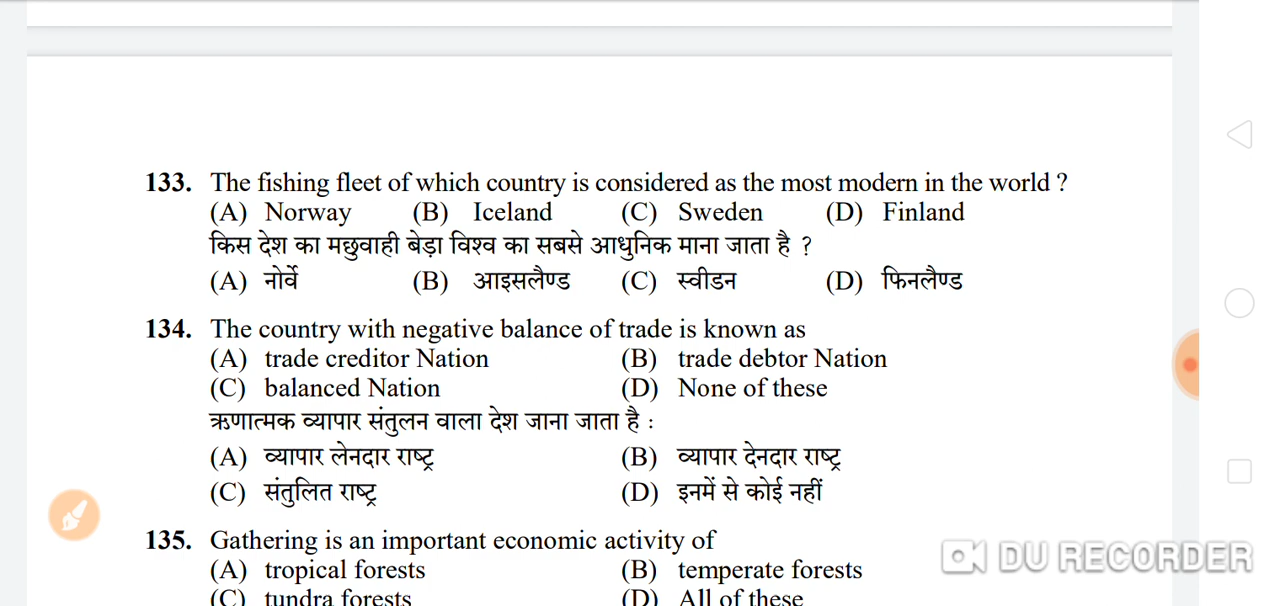 133. The fishing fleet of which country is considered as the most modern in the world ?
(A) Norway (B) Iceland (C) Sweden (D) Finland
किस देश का मछुवाही बेड़ा विश्व का सबसे आधुनिक माना जाता है ?
(A) नोर्वे (B) आइसलैण्ड (C) स्वीडन (D) फिनलैण्ड
134. The country with negative balance of trade is known as
(A) trade creditor Nation (B) trade debtor Nation
(C) balanced Nation (D) None of these
ऋणात्मक व्यापार संतुलन वाला देश जाना जाता है :
(A) व्यापार लेनदार राष्ट्र (B) व्यापार देनदार राष्ट्र
(C) संतुलित राष्ट्र (D) इनमें से कोई नहीं
135. Gathering is an important economic activity of
(A) tropical forests (B) temperate forests
(C) tundra forests (D) All of these
DU RECORDER